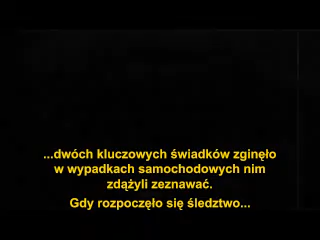 ...dwóch kluczowych świadków zginęło
w wypadkach samochodowych nim
zdążyli zeznawać.
Gdy rozpoczęło się śledztwo...